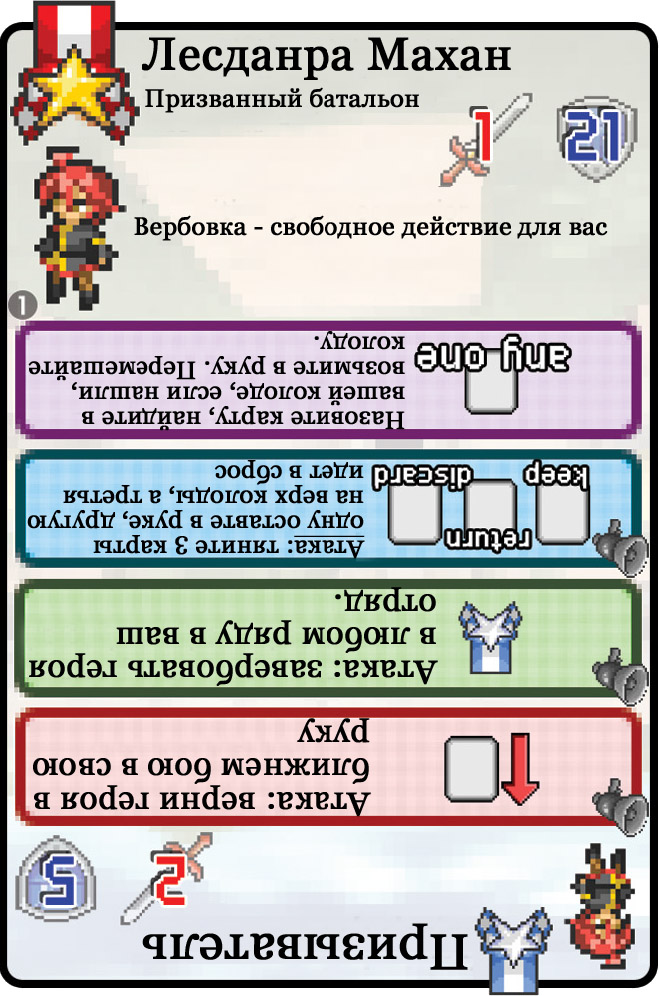 Лесданра Махан
Призванный батальон
1 21
Вербовка - свободное действие для вас
1
Призыватель
2 5
Атака: верни героя в
ближнем бою в свою
руку
Атака: завербовать героя
в любом ряду в ваш
отряд.
keep return discard
Атака: тяните 3 карты
одну оставте в руке, другую
на верх колоды, а третья
идет в сброс
any one
Назовите карту, найдите в
вашей колоде, если нашли,
возьмите в руку. Перемешайте
колоду.